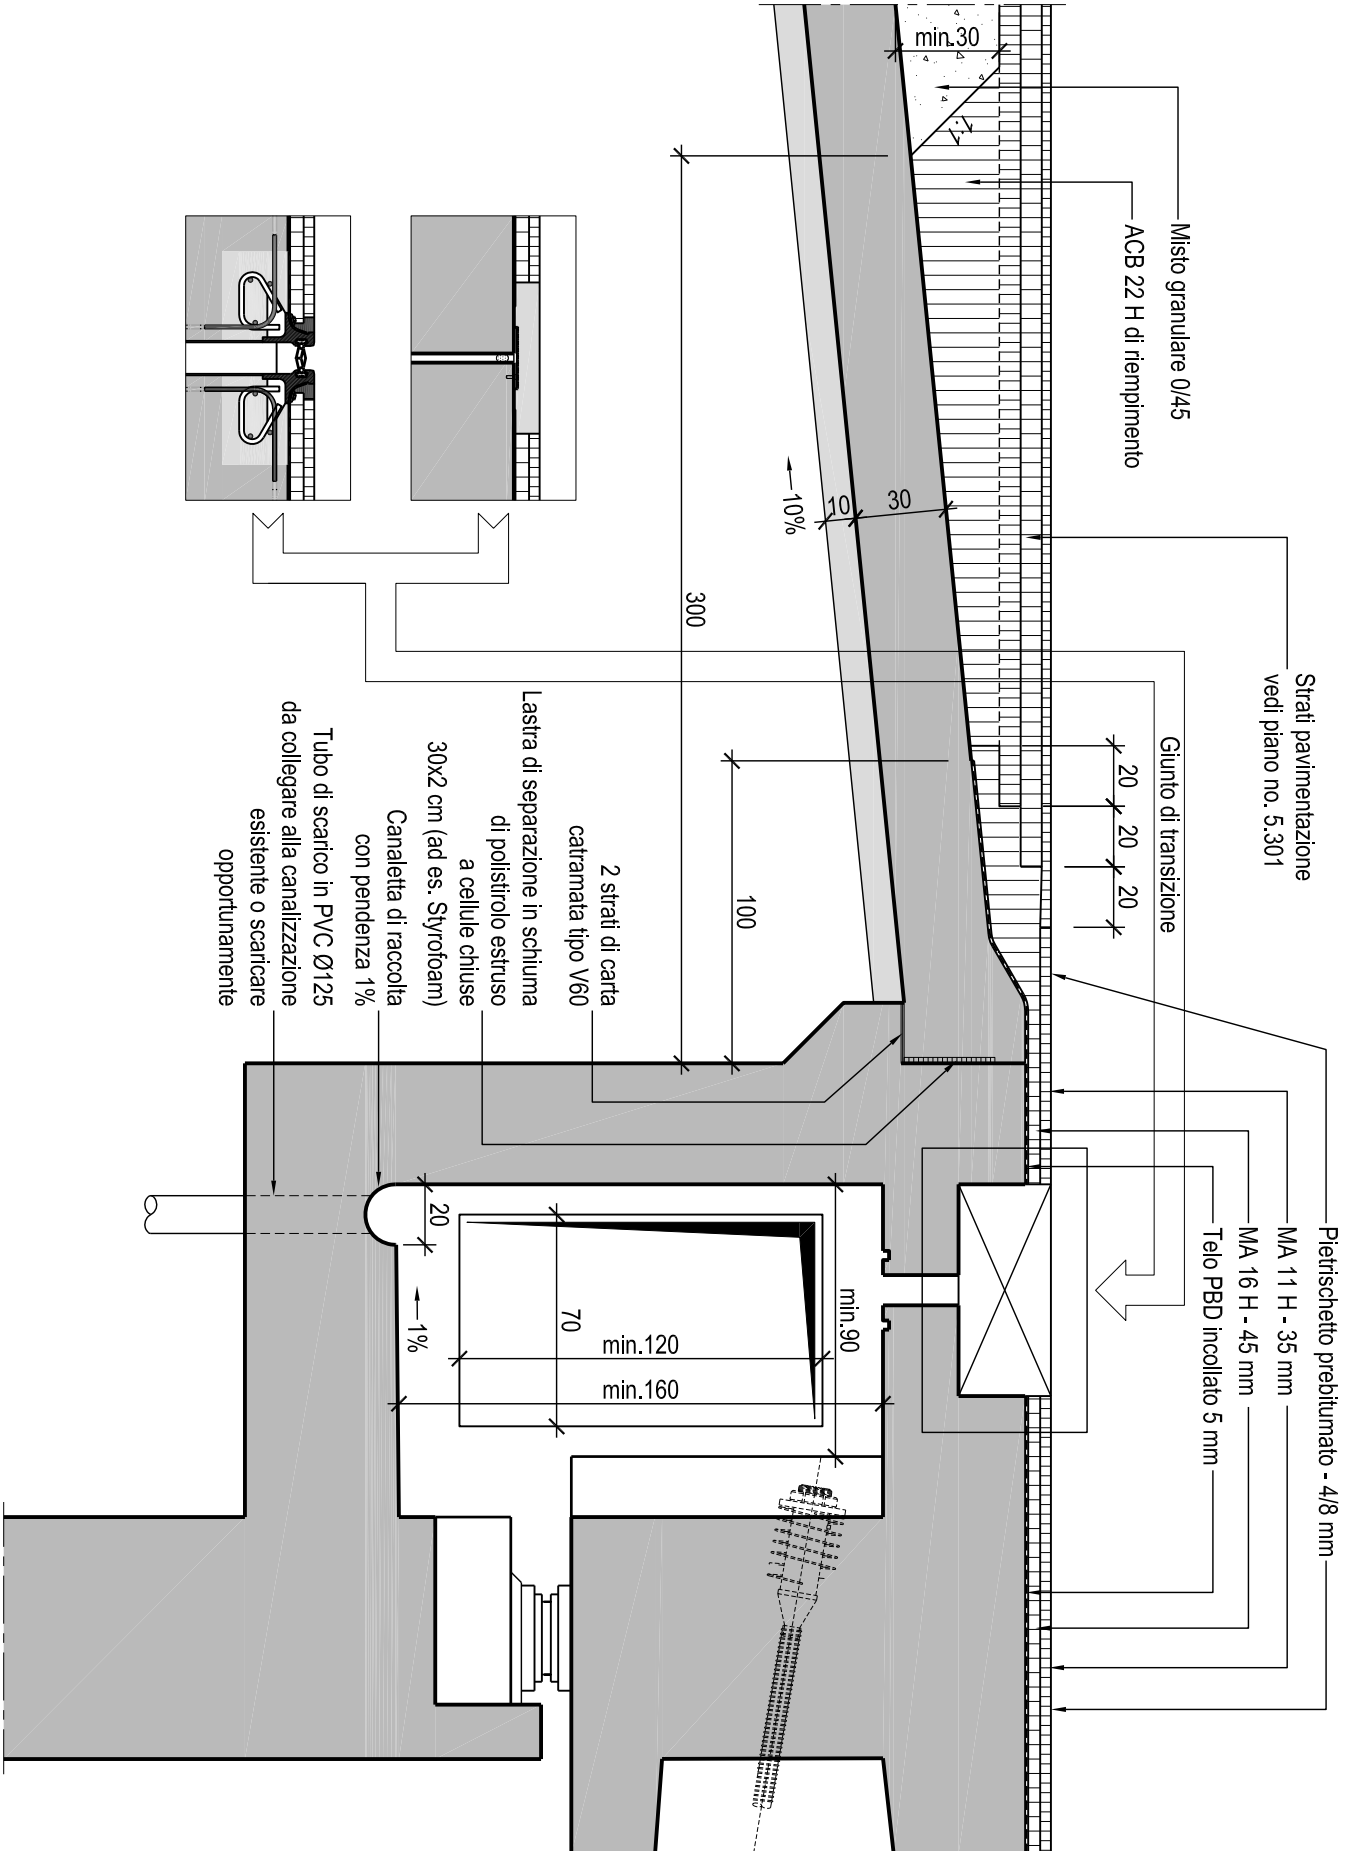 Pietrischetto prebitumato - 4/8 mm
MA 11 H - 35 mm
MA 16 H - 45 mm
Telo PBD incollato 5 mm
Strati pavimentazione
vedi piano no. 5.301
Giunto di transizione
Misto granulare 0/45
ACB 22 H di riempimento
min.30
1:1
20
20
20
30
10
10%
300
100
2 strati di carta
catramata tipo V60
Lastra di separazione in schiuma
di polistirolo estruso
a cellule chiuse
30x2 cm (ad es. Styrofoam)
Canaletta di raccolta
con pendenza 1%
Tubo di scarico in PVC Ø125
da collegare alla canalizzazione
esistente o scaricare
opportunamente
min.90
min.120
min.160
70
20
1%